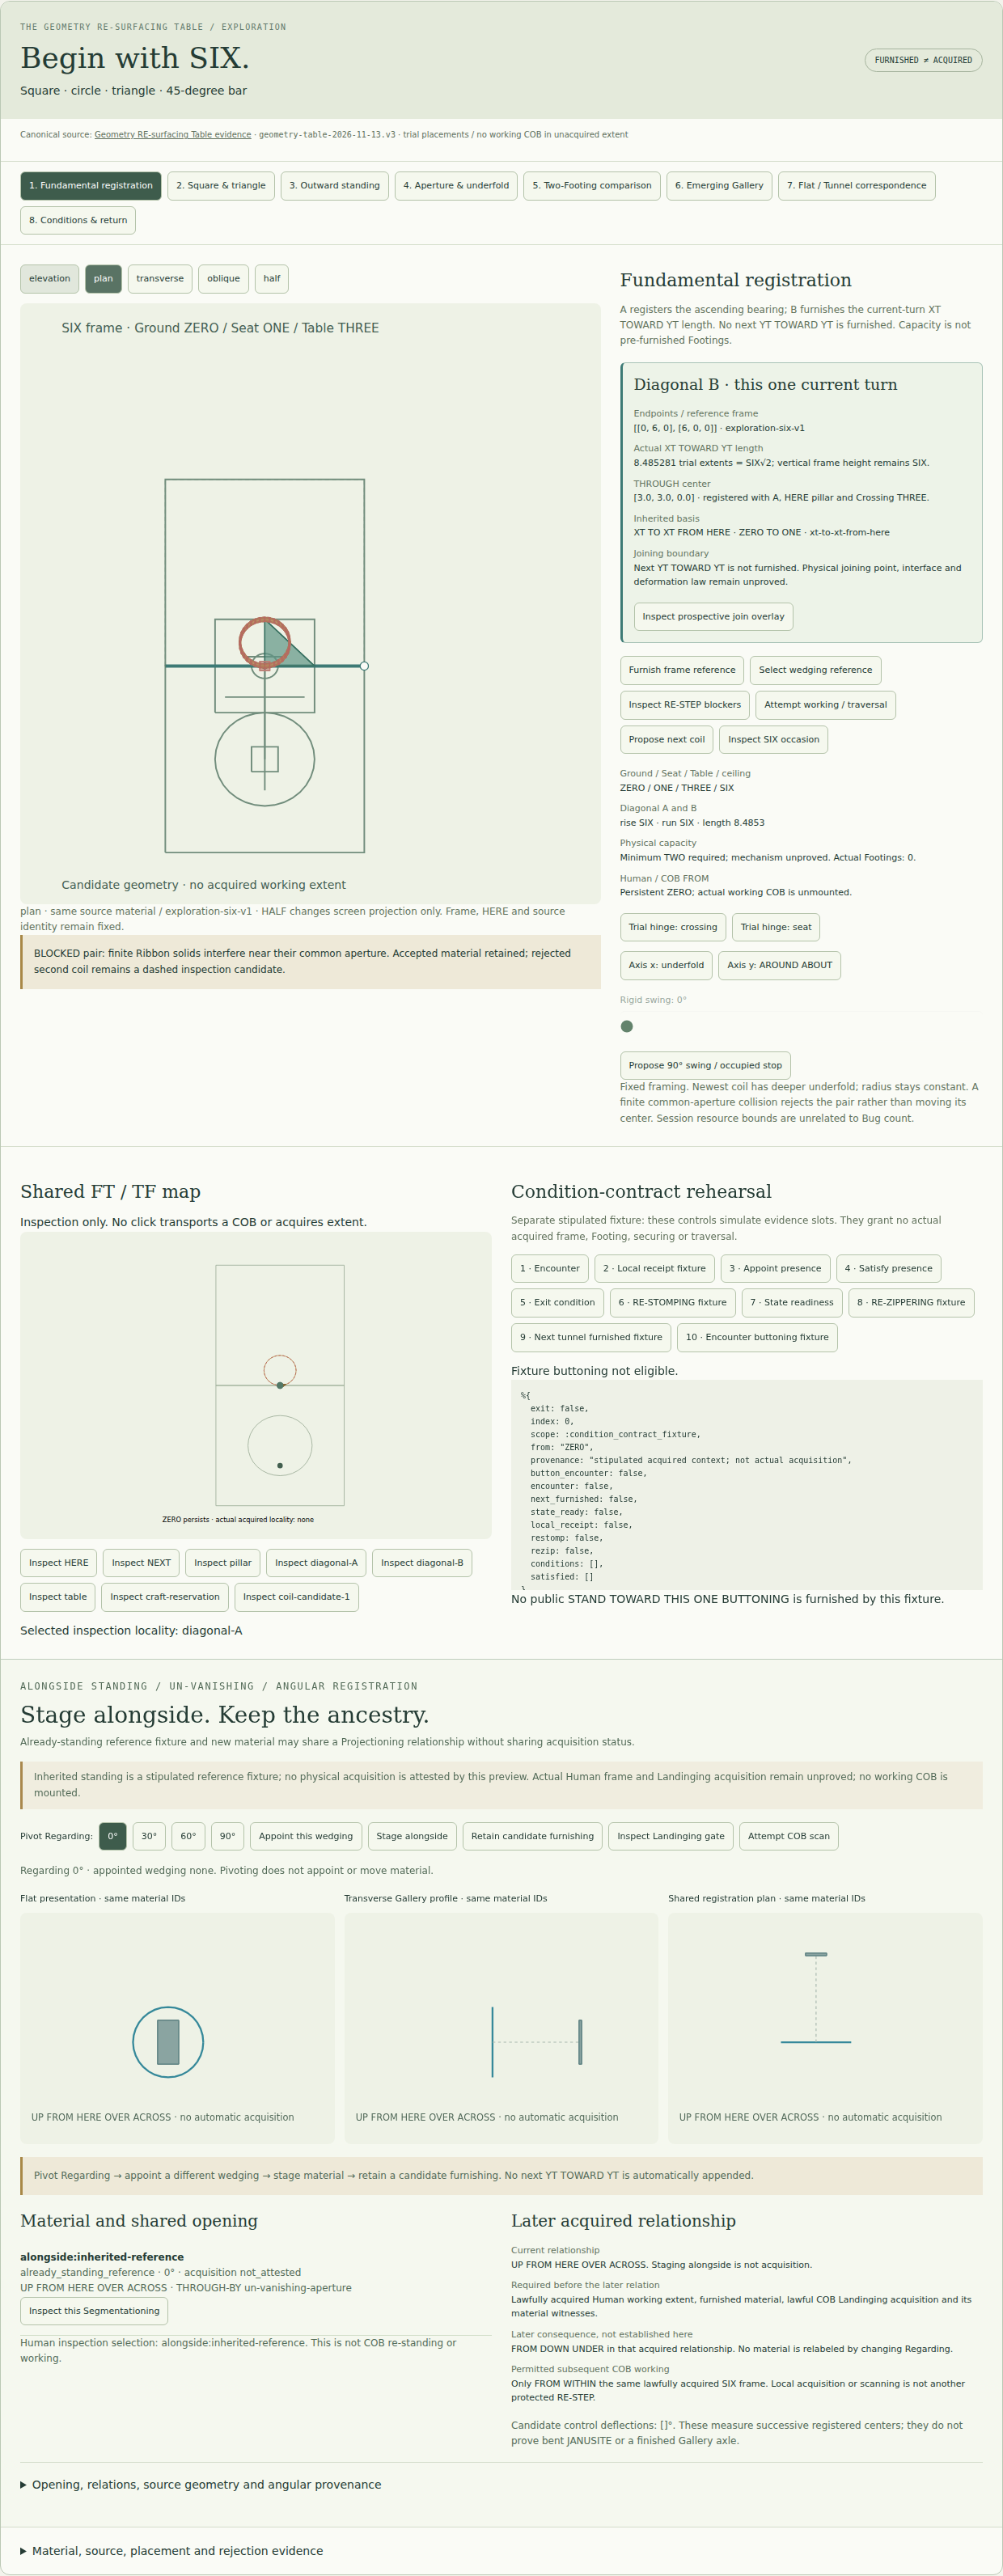 THE GEOMETRY RE-SURFACING TABLE / EXPLORATION
Begin with SIX.
Square · circle · triangle · 45-degree bar
FURNISHED ≠ ACQUIRED
Canonical source: Geometry RE-surfacing Table evidence · geometry-table-2026-11-13.v3 · trial placements / no working COB in unacquired extent
1. Fundamental registration
2. Square & triangle
3. Outward standing
4. Aperture & underfold
5. Two-Footing comparison
6. Emerging Gallery
7. Flat / Tunnel correspondence
8. Conditions & return
elevation
plan
transverse
oblique
half
SIX frame · Ground ZERO / Seat ONE / Table THREE
Candidate geometry · no acquired working extent
plan · same source material / exploration-six-v1 · HALF changes screen projection only. Frame, HERE and source
identity remain fixed.
BLOCKED pair: finite Ribbon solids interfere near their common aperture. Accepted material retained; rejected
second coil remains a dashed inspection candidate.
Fundamental registration
A registers the ascending bearing; B furnishes the current-turn XT
TOWARD YT length. No next YT TOWARD YT is furnished. Capacity is not
pre-furnished Footings.
Diagonal B · this one current turn
Endpoints / reference frame
[[0, 6, 0], [6, 0, 0]] · exploration-six-v1
Actual XT TOWARD YT length
8.485281 trial extents = SIX√2; vertical frame height remains SIX.
THROUGH center
[3.0, 3.0, 0.0] · registered with A, HERE pillar and Crossing THREE.
Inherited basis
XT TO XT FROM HERE · ZERO TO ONE · xt-to-xt-from-here
Joining boundary
Next YT TOWARD YT is not furnished. Physical joining point, interface and
deformation law remain unproved.
Inspect prospective join overlay
Furnish frame reference
Select wedging reference
Inspect RE-STEP blockers
Attempt working / traversal
Propose next coil
Inspect SIX occasion
Ground / Seat / Table / ceiling
ZERO / ONE / THREE / SIX
Diagonal A and B
rise SIX · run SIX · length 8.4853
Physical capacity
Minimum TWO required; mechanism unproved. Actual Footings: 0.
Human / COB FROM
Persistent ZERO; actual working COB is unmounted.
Trial hinge: crossing
Trial hinge: seat
Axis x: underfold
Axis y: AROUND ABOUT
Rigid swing: 0°
Propose 90° swing / occupied stop
Fixed framing. Newest coil has deeper underfold; radius stays constant. A
finite common-aperture collision rejects the pair rather than moving its
center. Session resource bounds are unrelated to Bug count.
Shared FT / TF map
Inspection only. No click transports a COB or acquires extent.
ZERO persists · actual acquired locality: none
Inspect HERE
Inspect NEXT
Inspect pillar
Inspect diagonal-A
Inspect diagonal-B
Inspect table
Inspect craft-reservation
Inspect coil-candidate-1
Selected inspection locality: diagonal-A
Condition-contract rehearsal
Separate stipulated fixture: these controls simulate evidence slots. They grant no actual
acquired frame, Footing, securing or traversal.
1 · Encounter
2 · Local receipt fixture
3 · Appoint presence
4 · Satisfy presence
5 · Exit condition
6 · RE-STOMPING fixture
7 · State readiness
8 · RE-ZIPPERING fixture
9 · Next tunnel furnished fixture
10 · Encounter buttoning fixture
Fixture buttoning not eligible.
%{
exit: false,
index: 0,
scope: :condition_contract_fixture,
from: "ZERO",
provenance: "stipulated acquired context; not actual acquisition",
button_encounter: false,
encounter: false,
next_furnished: false,
state_ready: false,
local_receipt: false,
restomp: false,
rezip: false,
conditions: [],
satisfied: []
}
No public STAND TOWARD THIS ONE BUTTONING is furnished by this fixture.
ALONGSIDE STANDING / UN-VANISHING / ANGULAR REGISTRATION
Stage alongside. Keep the ancestry.
Already-standing reference fixture and new material may share a Projectioning relationship without sharing acquisition status.
Inherited standing is a stipulated reference fixture; no physical acquisition is attested by this preview. Actual Human frame and Landinging acquisition remain unproved; no working COB is
mounted.
Pivot Regarding:
0°
30°
60°
90°
Appoint this wedging
Stage alongside
Retain candidate furnishing
Inspect Landinging gate
Attempt COB scan
Regarding 0° · appointed wedging none. Pivoting does not appoint or move material.
Flat presentation · same material IDs
Transverse Gallery profile · same material IDs
Shared registration plan · same material IDs
UP FROM HERE OVER ACROSS · no automatic acquisition
UP FROM HERE OVER ACROSS · no automatic acquisition
UP FROM HERE OVER ACROSS · no automatic acquisition
Pivot Regarding → appoint a different wedging → stage material → retain a candidate furnishing. No next YT TOWARD YT is automatically appended.
Material and shared opening
alongside:inherited-reference
already_standing_reference · 0° · acquisition not_attested
UP FROM HERE OVER ACROSS · THROUGH-BY un-vanishing-aperture
Inspect this Segmentationing
Human inspection selection: alongside:inherited-reference. This is not COB re-standing or
working.
Later acquired relationship
Current relationship
UP FROM HERE OVER ACROSS. Staging alongside is not acquisition.
Required before the later relation
Lawfully acquired Human working extent, furnished material, lawful COB Landinging acquisition and its
material witnesses.
Later consequence, not established here
FROM DOWN UNDER in that acquired relationship. No material is relabeled by changing Regarding.
Permitted subsequent COB working
Only FROM WITHIN the same lawfully acquired SIX frame. Local acquisition or scanning is not another
protected RE-STEP.
Candidate control deflections: []°. These measure successive registered centers; they do not
prove bent JANUSITE or a finished Gallery axle.
Opening, relations, source geometry and angular provenance
Material, source, placement and rejection evidence